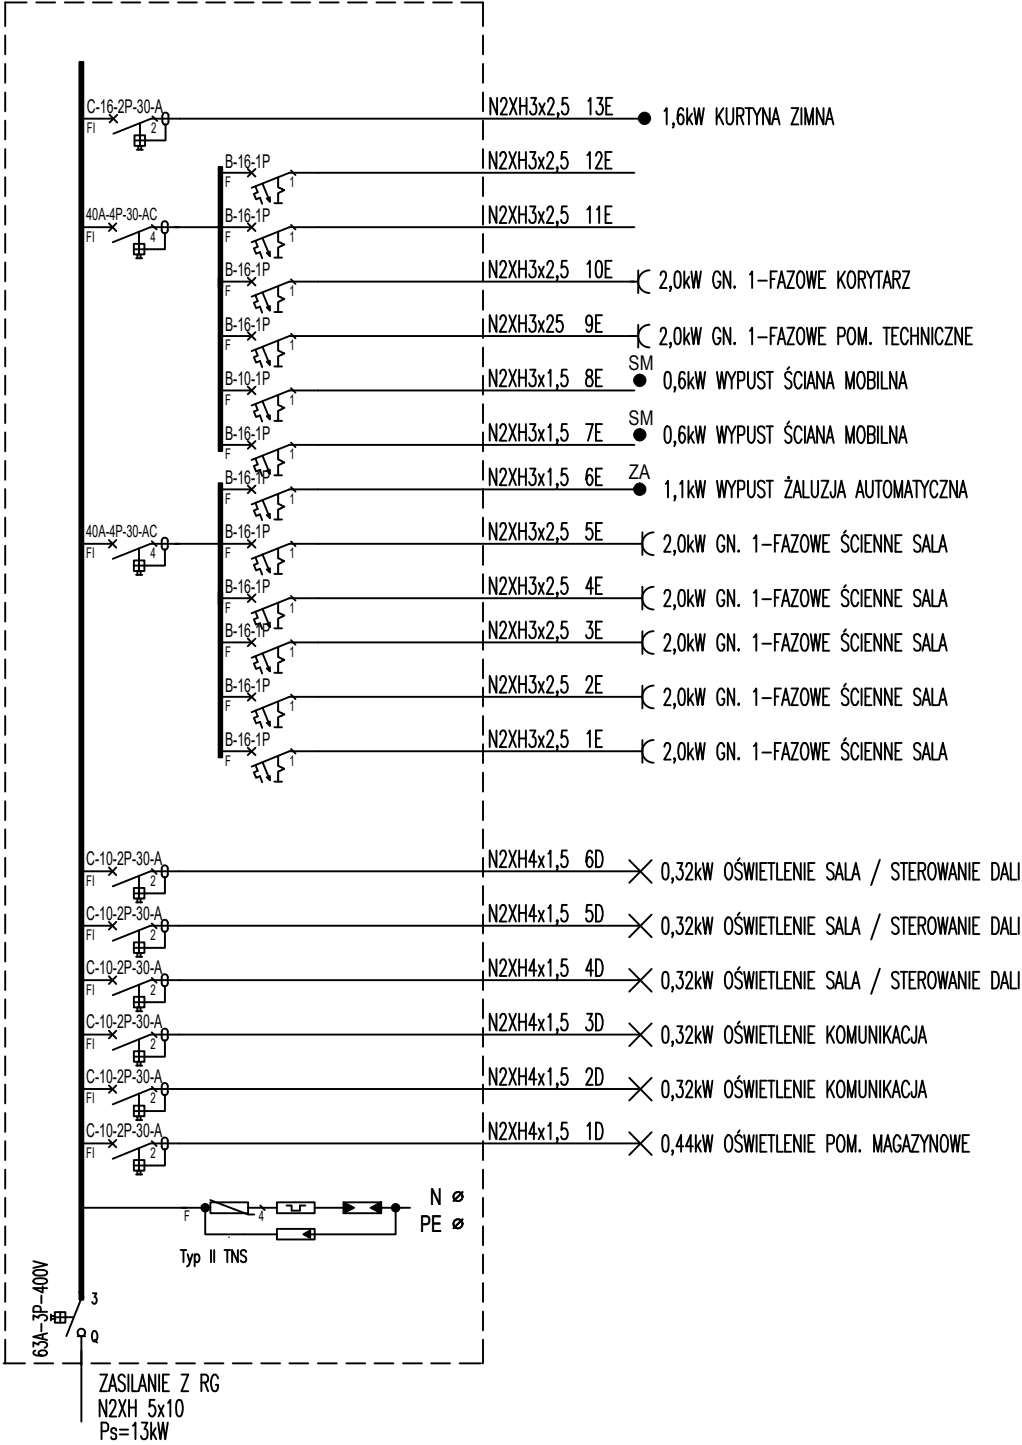 C-16-2P-30-A FI 2 N2XH3x2,5 13E 1,6kW KURTYNA ZIMNA
B-16-1P F 1 N2XH3x2,5 12E
40A-4P-30-AC FI 4 B-16-1P F 1 N2XH3x2,5 11E
B-16-1P F 1 N2XH3x2,5 10E 2,0kW GN. 1-FAZOWE KORYTARZ
B-16-1P F 1 N2XH3x25 9E 2,0kW GN. 1-FAZOWE POM. TECHNICZNE
B-10-1P F 1 N2XH3x1,5 8E SM 0,6kW WYPUST ŚCIANA MOBILNA
B-16-1P F 1 N2XH3x1,5 7E SM 0,6kW WYPUST ŚCIANA MOBILNA
B-16-1P F 1 N2XH3x1,5 6E ZA 1,1kW WYPUST ŻALUZJA AUTOMATYCZNA
40A-4P-30-AC FI 4 B-16-1P F 1 N2XH3x2,5 5E 2,0kW GN. 1-FAZOWE ŚCIENNE SALA
B-16-1P F 1 N2XH3x2,5 4E 2,0kW GN. 1-FAZOWE ŚCIENNE SALA
B-16-1P F 1 N2XH3x2,5 3E 2,0kW GN. 1-FAZOWE ŚCIENNE SALA
B-16-1P F 1 N2XH3x2,5 2E 2,0kW GN. 1-FAZOWE ŚCIENNE SALA
B-16-1P F 1 N2XH3x2,5 1E 2,0kW GN. 1-FAZOWE ŚCIENNE SALA
C-10-2P-30-A FI 2 N2XH4x1,5 6D 0,32kW OŚWIETLENIE SALA / STEROWANIE DALI
C-10-2P-30-A FI 2 N2XH4x1,5 5D 0,32kW OŚWIETLENIE SALA / STEROWANIE DALI
C-10-2P-30-A FI 2 N2XH4x1,5 4D 0,32kW OŚWIETLENIE SALA / STEROWANIE DALI
C-10-2P-30-A FI 2 N2XH4x1,5 3D 0,32kW OŚWIETLENIE KOMUNIKACJA
C-10-2P-30-A FI 2 N2XH4x1,5 2D 0,32kW OŚWIETLENIE KOMUNIKACJA
C-10-2P-30-A FI 2 N2XH4x1,5 1D 0,44kW OŚWIETLENIE POM. MAGAZYNOWE
F 4 N ø
PE ø
Typ II TNS
63A-3P-400V
3
Q
ZASILANIE Z RG
N2XH 5x10
Ps=13kW